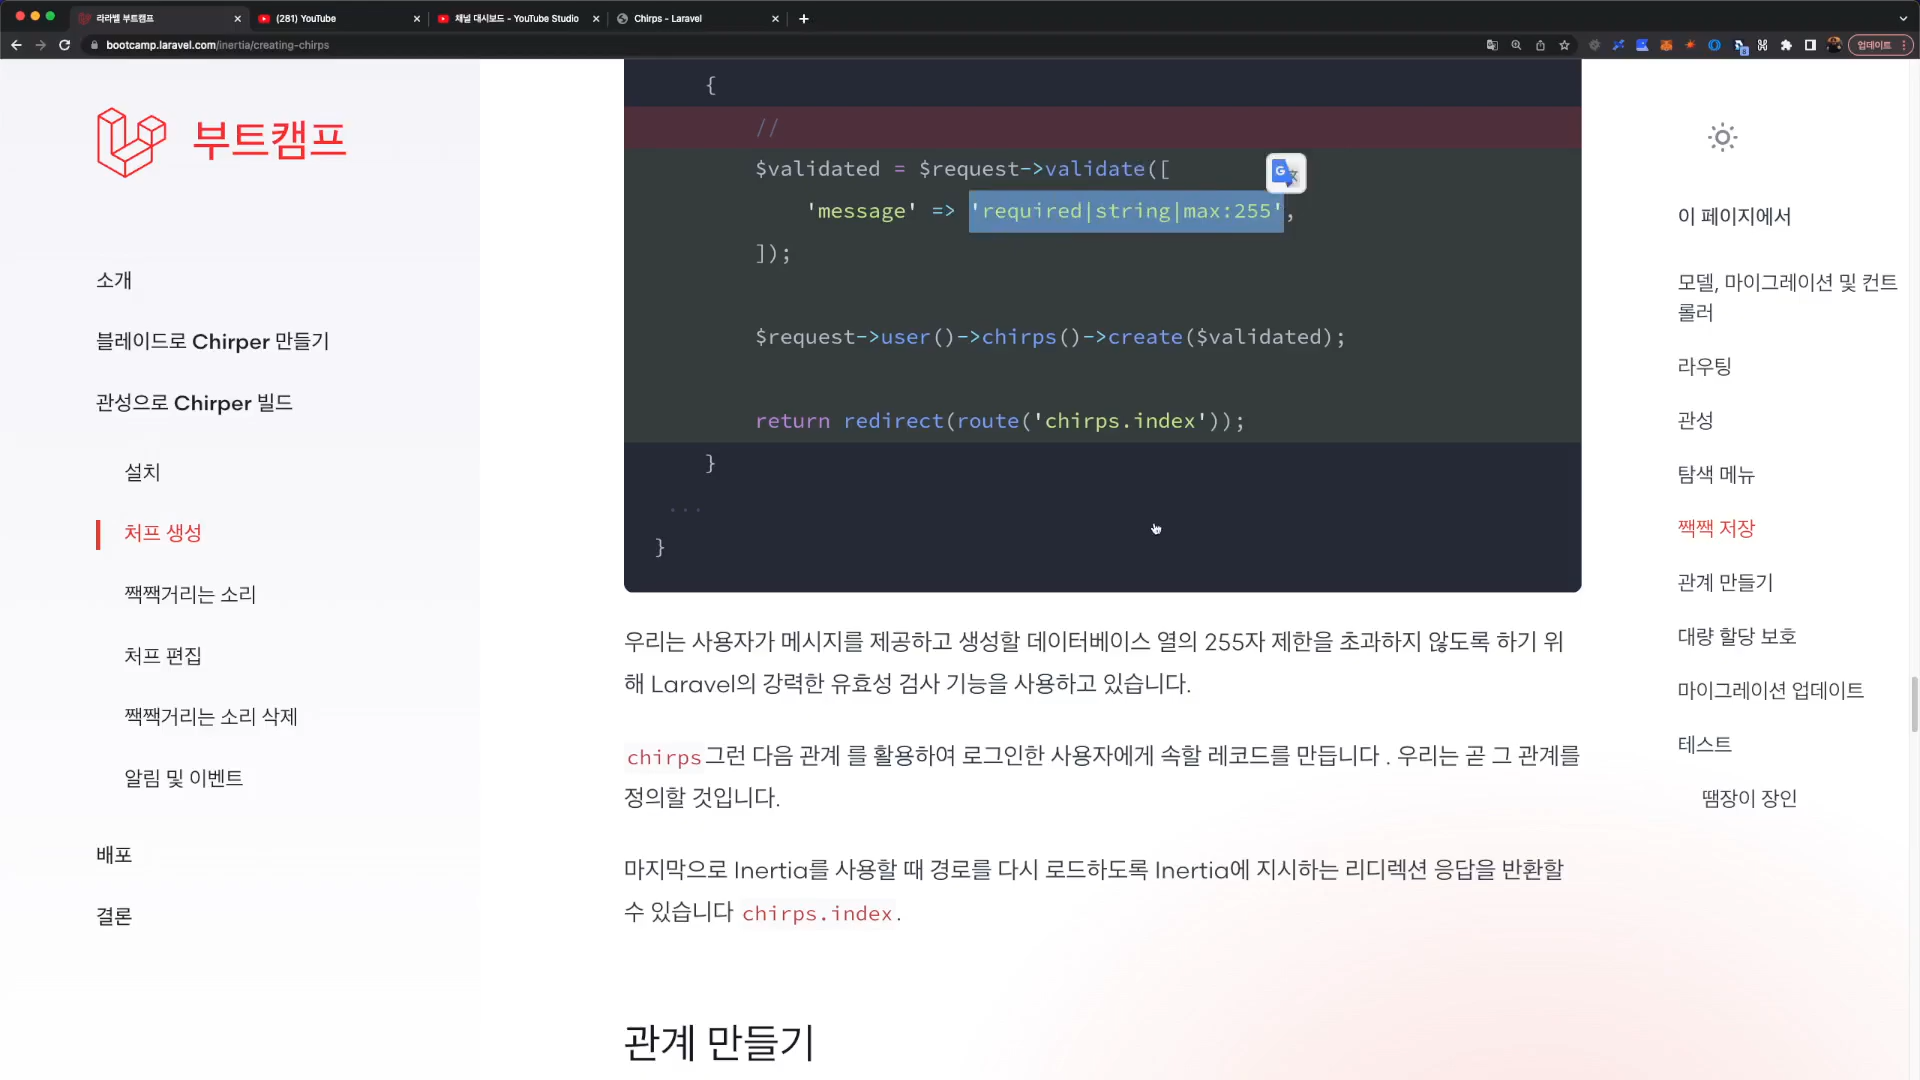 라라벨 부트캠프
(281) YouTube
채널 대시보드 - YouTube Studio
Chirps - Laravel
bootcamp.laravel.com/inertia/creating-chirps
업데이트
부트캠프
소개
블레이드로 Chirper 만들기
관성으로 Chirper 빌드
설치
처프 생성
짹짹거리는 소리
처프 편집
짹짹거리는 소리 삭제
알림 및 이벤트
배포
결론
{
//
$validated = $request->validate([
'message' => 'required|string|max:255',
]);
$request->user()->chirps()->create($validated);
return redirect(route('chirps.index'));
}
...
}
우리는 사용자가 메시지를 제공하고 생성할 데이터베이스 열의 255자 제한을 초과하지 않도록 하기 위
해 Laravel의 강력한 유효성 검사 기능을 사용하고 있습니다.
chirps그런 다음 관계 를 활용하여 로그인한 사용자에게 속할 레코드를 만듭니다 . 우리는 곧 그 관계를
정의할 것입니다.
마지막으로 Inertia를 사용할 때 경로를 다시 로드하도록 Inertia에 지시하는 리디렉션 응답을 반환할
수 있습니다 chirps.index.
관계 만들기
이 페이지에서
모델, 마이그레이션 및 컨트
롤러
라우팅
관성
탐색 메뉴
짹짹 저장
관계 만들기
대량 할당 보호
마이그레이션 업데이트
테스트
땜장이 장인